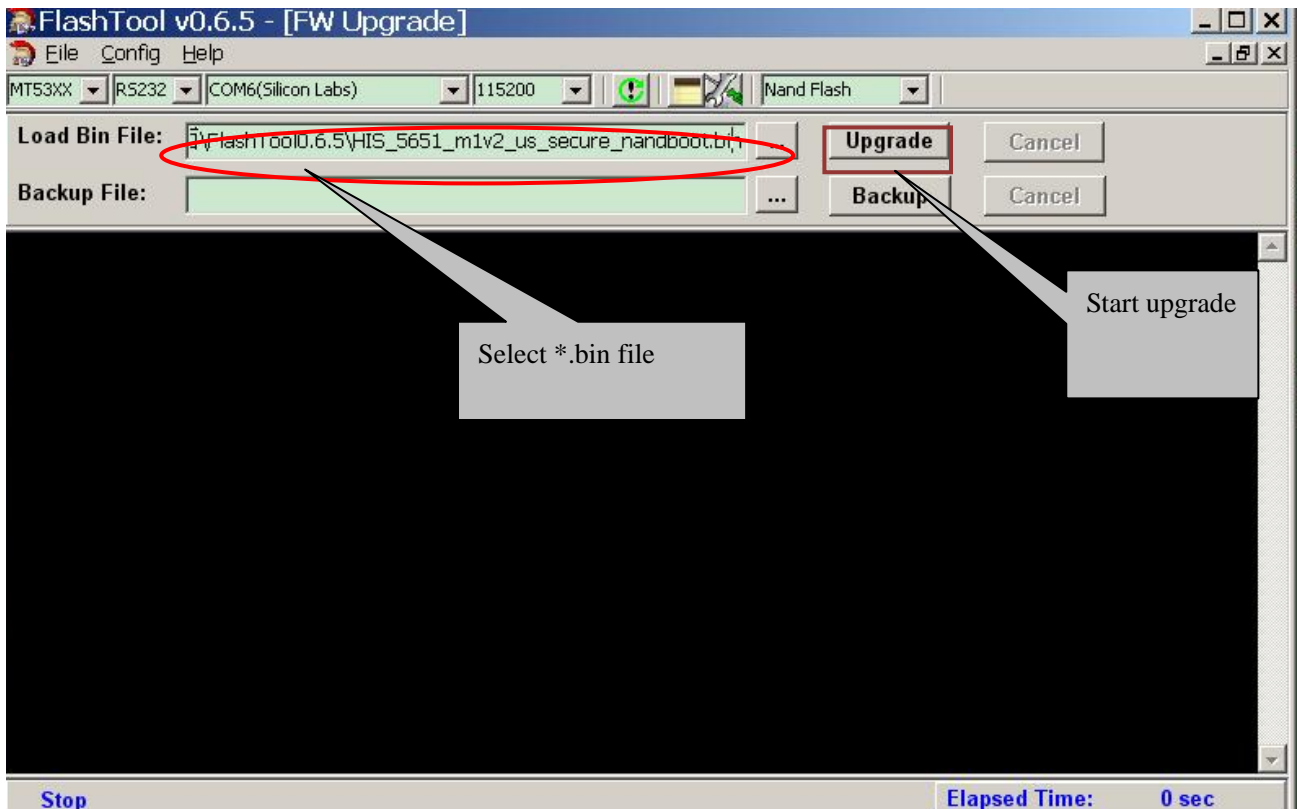 FlashTool v0.6.5 - [FW Upgrade]
File Config Help
MT53XX RS232 COM6(Silicon Labs) 115200 Nand Flash
Load Bin File: \FlashTool0.6.5\HIS_5651_m1v2_us_secure_nandboot.bin ... Upgrade Cancel
Backup File: ... Backup Cancel
Start upgrade
Select *.bin file
Stop Elapsed Time: 0 sec